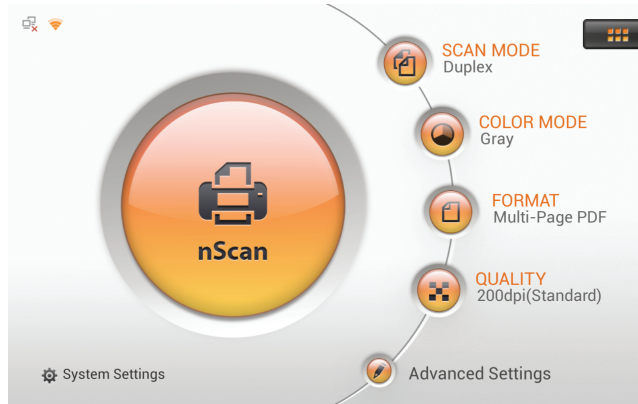 SCAN MODE
Duplex
COLOR MODE
Gray
FORMAT
Multi-Page PDF
nScan
QUALITY
200dpi(Standard)
System Settings
Advanced Settings